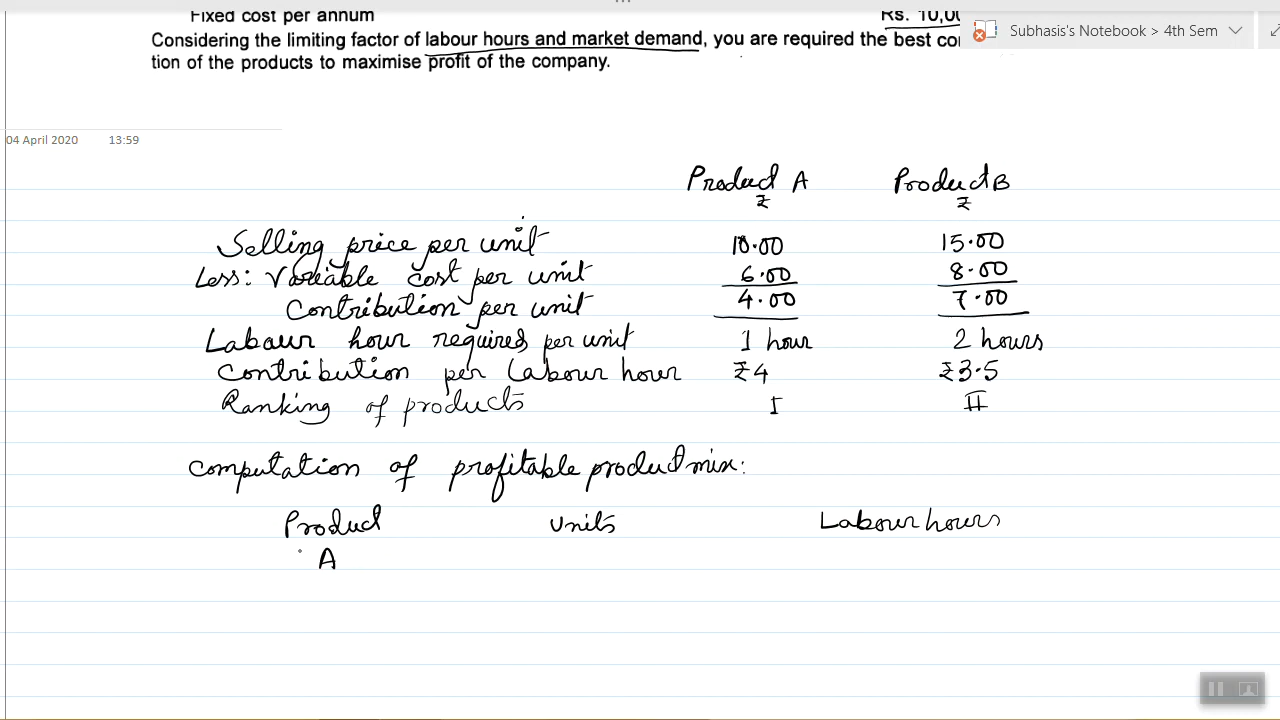 Fixed cost per annum Rs. 10,00
Considering the limiting factor of labour hours and market demand, you are required the best co
tion of the products to maximise profit of the company.
Subhasis's Notebook > 4th Sem
04 April 2020 13:59
Product A Product B
₹ ₹
Selling price per unit 10.00 15.00
Less: Variable cost per unit 6.00 8.00
Contribution per unit 4.00 7.00
Labour hour required per unit 1 hour 2 hours
Contribution per Labour hour ₹4 ₹3.5
Ranking of products I II
Computation of profitable product mix:
Product Units Labour hours
A